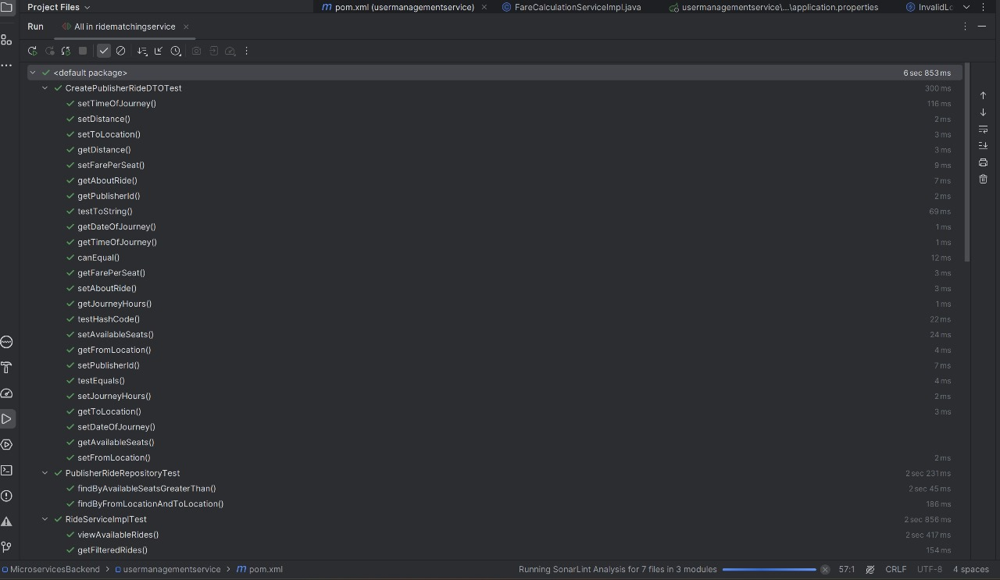 Project Files
pom.xml (usermanagementservice)
FareCalculationServiceImpl.java
usermanagementservice\...\application.properties
InvalidLo
Run
All in ridematchingservice
<default package> 6 sec 853 ms
CreatePublisherRideDTOTest 300 ms
setTimeOfJourney() 116 ms
setDistance() 2 ms
setToLocation() 3 ms
getDistance() 3 ms
setFarePerSeat() 9 ms
getAboutRide() 7 ms
getPublisherId() 2 ms
testToString() 69 ms
getDateOfJourney() 1 ms
getTimeOfJourney() 1 ms
canEqual() 12 ms
getFarePerSeat() 3 ms
setAboutRide() 3 ms
getJourneyHours() 1 ms
testHashCode() 22 ms
setAvailableSeats() 24 ms
getFromLocation() 4 ms
setPublisherId() 7 ms
testEquals() 4 ms
setJourneyHours() 2 ms
getToLocation() 3 ms
setDateOfJourney()
getAvailableSeats()
setFromLocation() 2 ms
PublisherRideRepositoryTest 2 sec 231 ms
findByAvailableSeatsGreaterThan() 2 sec 45 ms
findByFromLocationAndToLocation() 186 ms
RideServiceImplTest 2 sec 856 ms
viewAvailableRides() 2 sec 417 ms
getFilteredRides() 154 ms
MicroservicesBackend > usermanagementservice > pom.xml
Running SonarLint Analysis for 7 files in 3 modules
57:1
CRLF
UTF-8
4 spaces